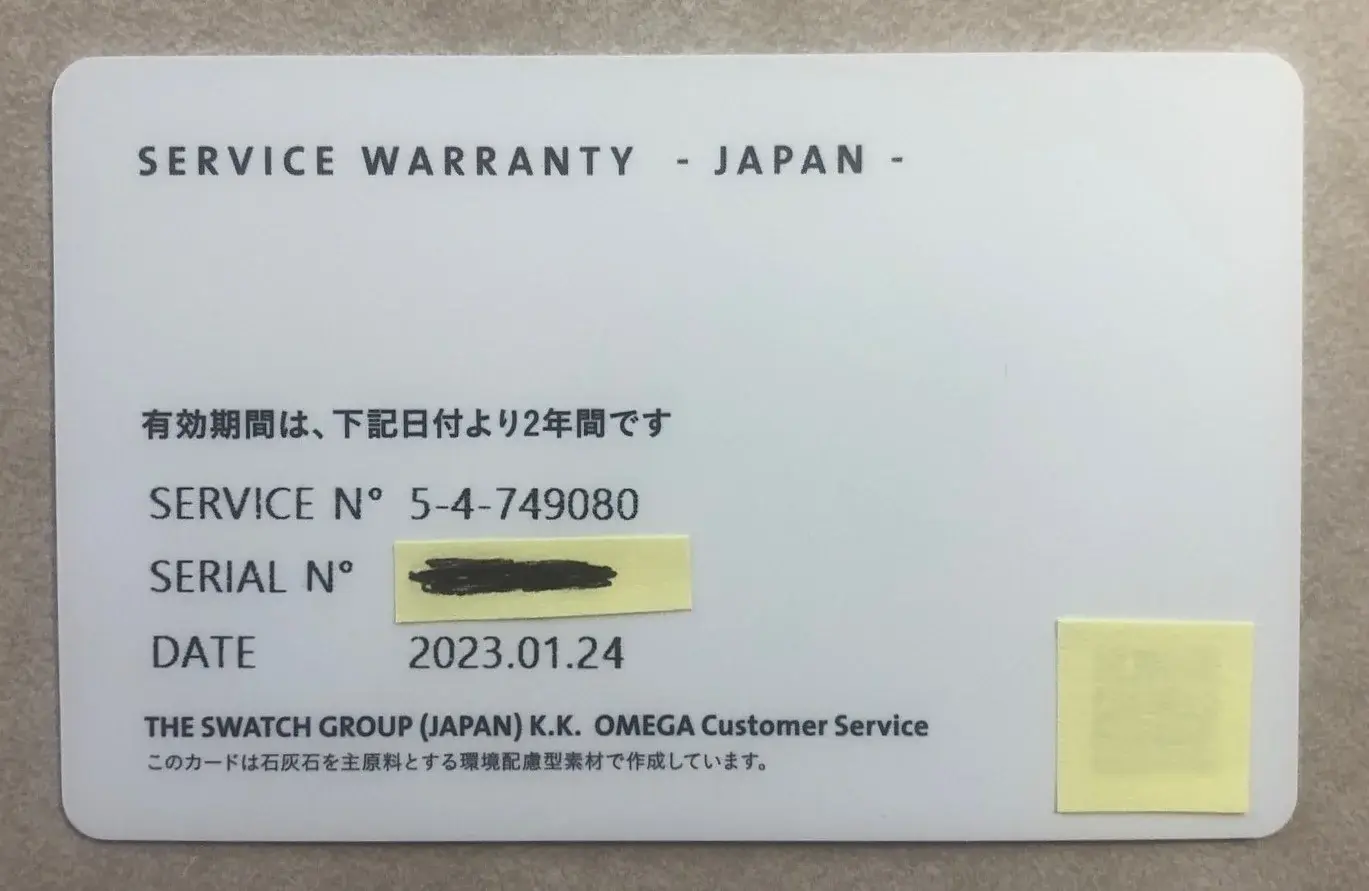 SERVICE WARRANTY - JAPAN -
有効期間は、下記日付より2年間です
SERVICE N° 5-4-749080
SERIAL N°
DATE 2023.01.24
THE SWATCH GROUP (JAPAN) K.K. OMEGA Customer Service
このカードは石灰石を主原料とする環境配慮型素材で作成しています。